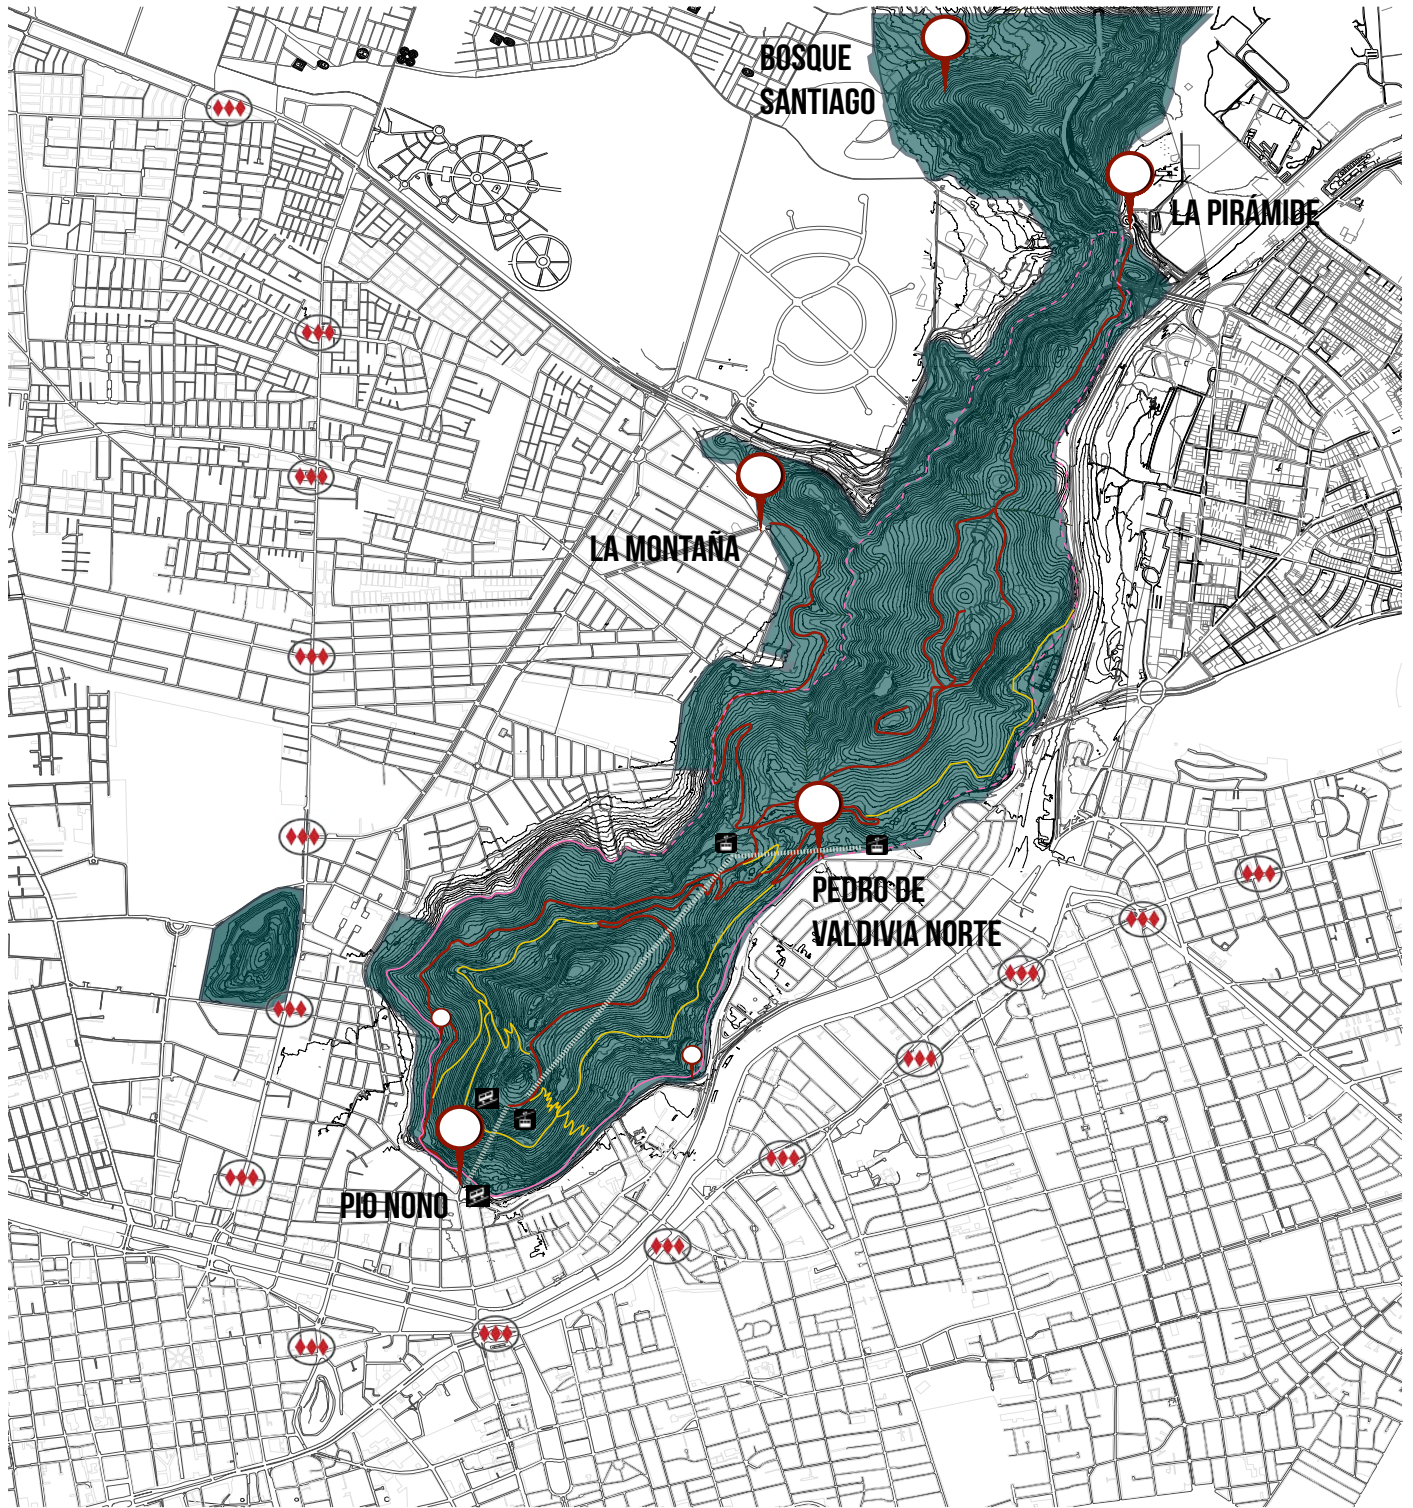 BOSQUE
SANTIAGO
LA PIRÁMIDE
LA MONTAÑA
PEDRO DE
VALDIVIA NORTE
PIO NONO